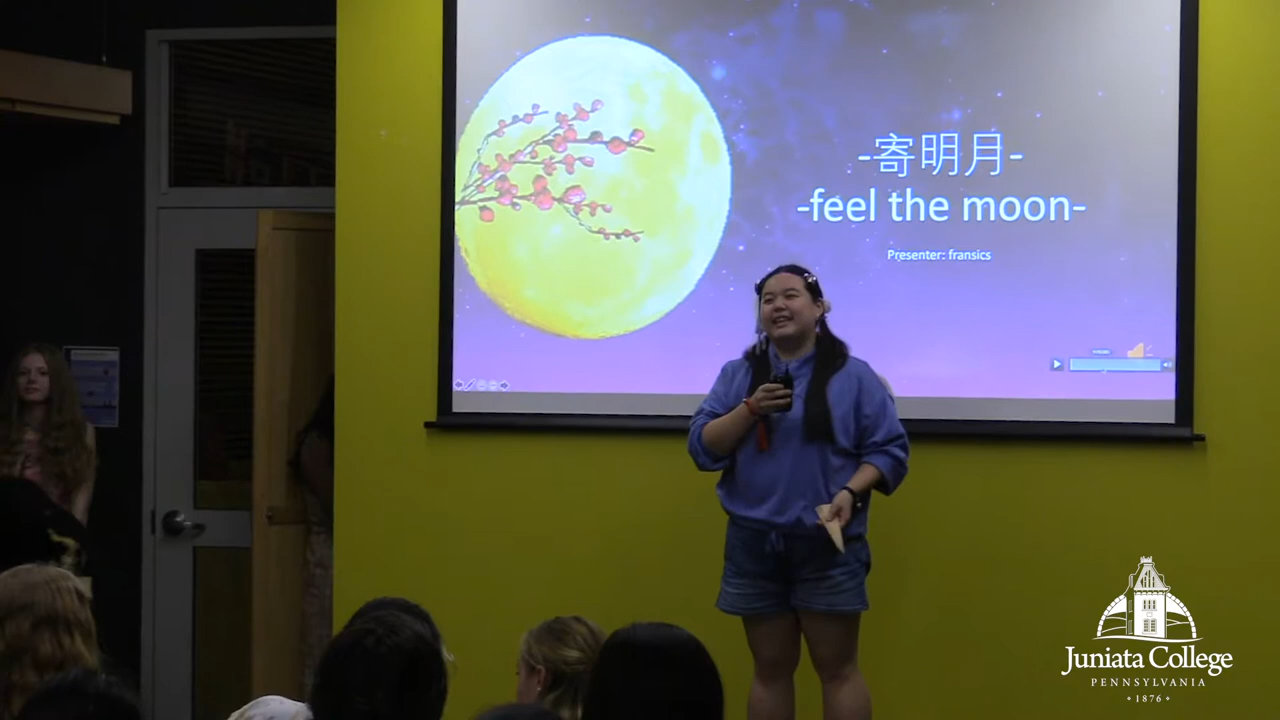 -寄明月-
-feel the moon-
Presenter: fransics
Juniata College
PENNSYLVANIA
• 1876 •